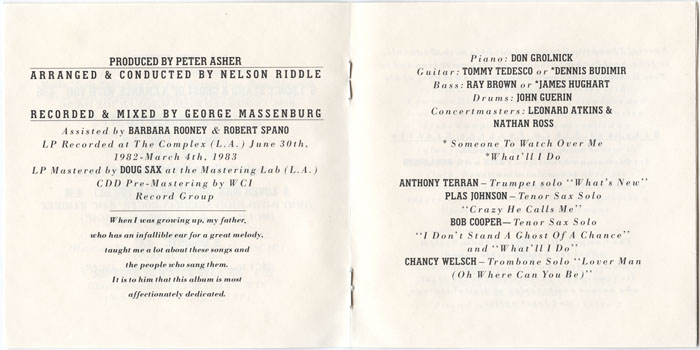 PRODUCED BY PETER ASHER
ARRANGED & CONDUCTED BY NELSON RIDDLE
RECORDED & MIXED BY GEORGE MASSENBURG
Assisted by BARBARA ROONEY & ROBERT SPANO
LP Recorded at The Complex (L.A.) June 30th,
1982-March 4th, 1983
LP Mastered by DOUG SAX at the Mastering Lab (L.A.)
CDD Pre-Mastering by WCI
Record Group
When I was growing up, my father,
who has an infallible ear for a great melody,
taught me a lot about these songs and
the people who sang them.
It is to him that this album is most
affectionately dedicated.
Piano: DON GROLNICK
Guitar: TOMMY TEDESCO or *DENNIS BUDIMIR
Bass: RAY BROWN or *JAMES HUGHART
Drums: JOHN GUERIN
Concertmasters: LEONARD ATKINS &
NATHAN ROSS
*Someone To Watch Over Me
*What'll I Do
ANTHONY TERRAN – Trumpet solo "What's New"
PLAS JOHNSON – Tenor Sax Solo
"Crazy He Calls Me"
BOB COOPER – Tenor Sax Solo
"I Don't Stand A Ghost Of A Chance"
and "What'll I Do"
CHANCY WELSCH – Trombone Solo "Lover Man
(Oh Where Can You Be)"